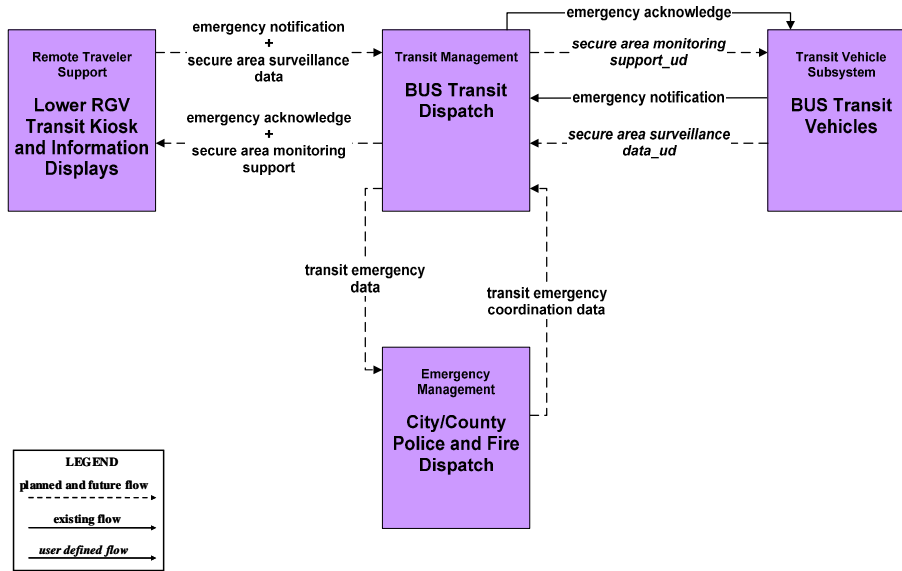 emergency acknowledge
Remote Traveler
Support
Lower RGV
Transit Kiosk
and Information
Displays
emergency notification
+
secure area surveillance
data
emergency acknowledge
+
secure area monitoring
support
Transit Management
BUS Transit
Dispatch
secure area monitoring
support_ud
emergency notification
secure area surveillance
data_ud
Transit Vehicle
Subsystem
BUS Transit
Vehicles
transit emergency
data
transit emergency
coordination data
Emergency
Management
City/County
Police and Fire
Dispatch
LEGEND
planned and future flow
existing flow
user defined flow